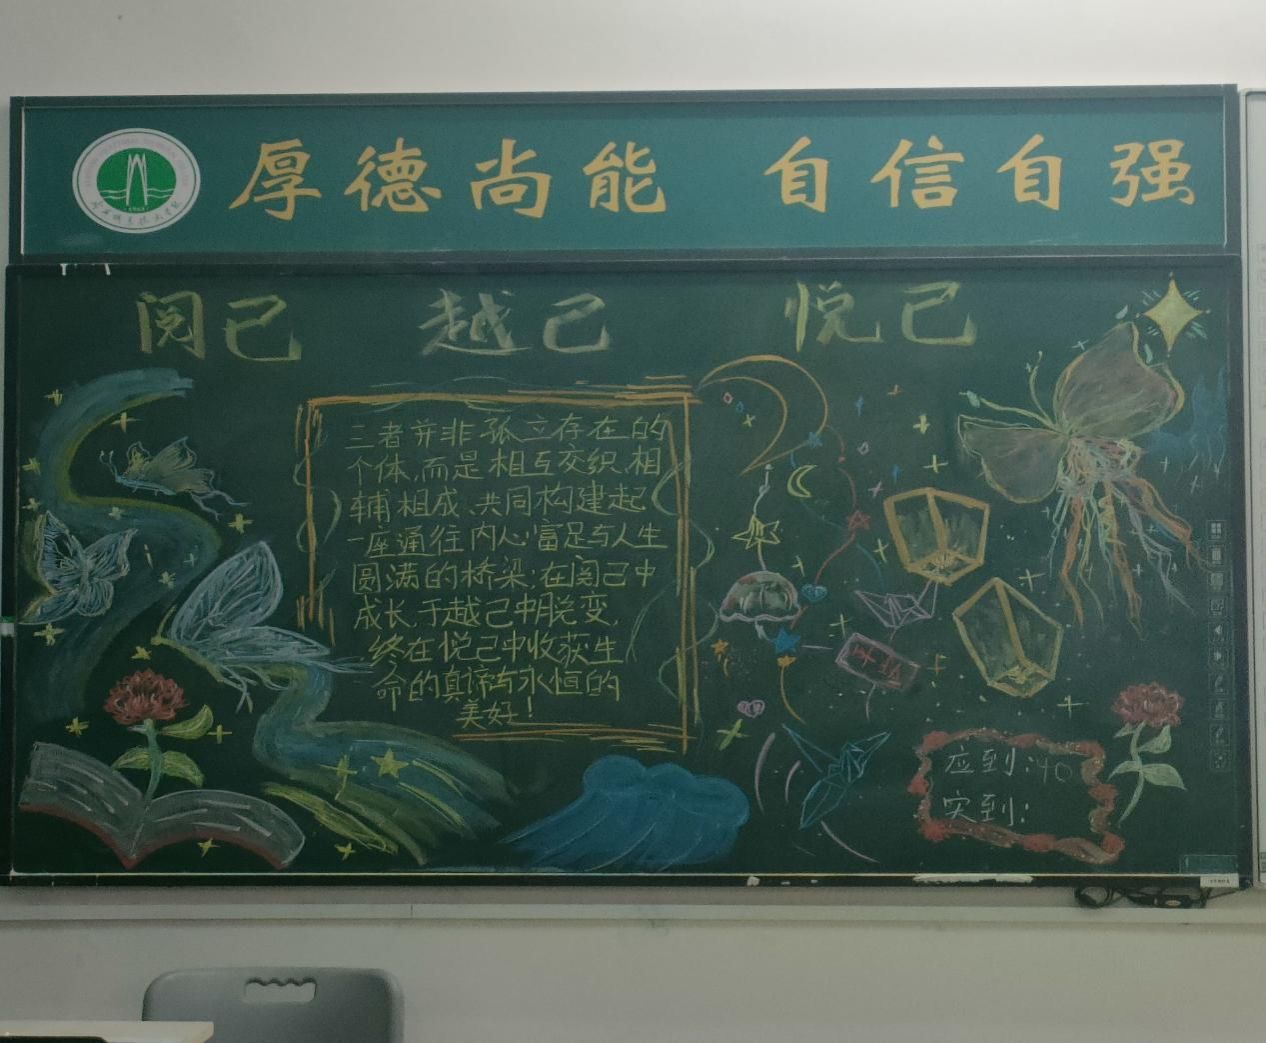 厚德尚能 自信自强
阅己 越己 悦己
三者并非孤立存在的
个体,而是相互交织、相
辅相成、共同构建起
一座通往内心富足与人生
圆满的桥梁:在阅己中
成长,于越己中脱变,
终在悦己中收获生
命的真谛与永恒的
美好!
应到:40
实到: